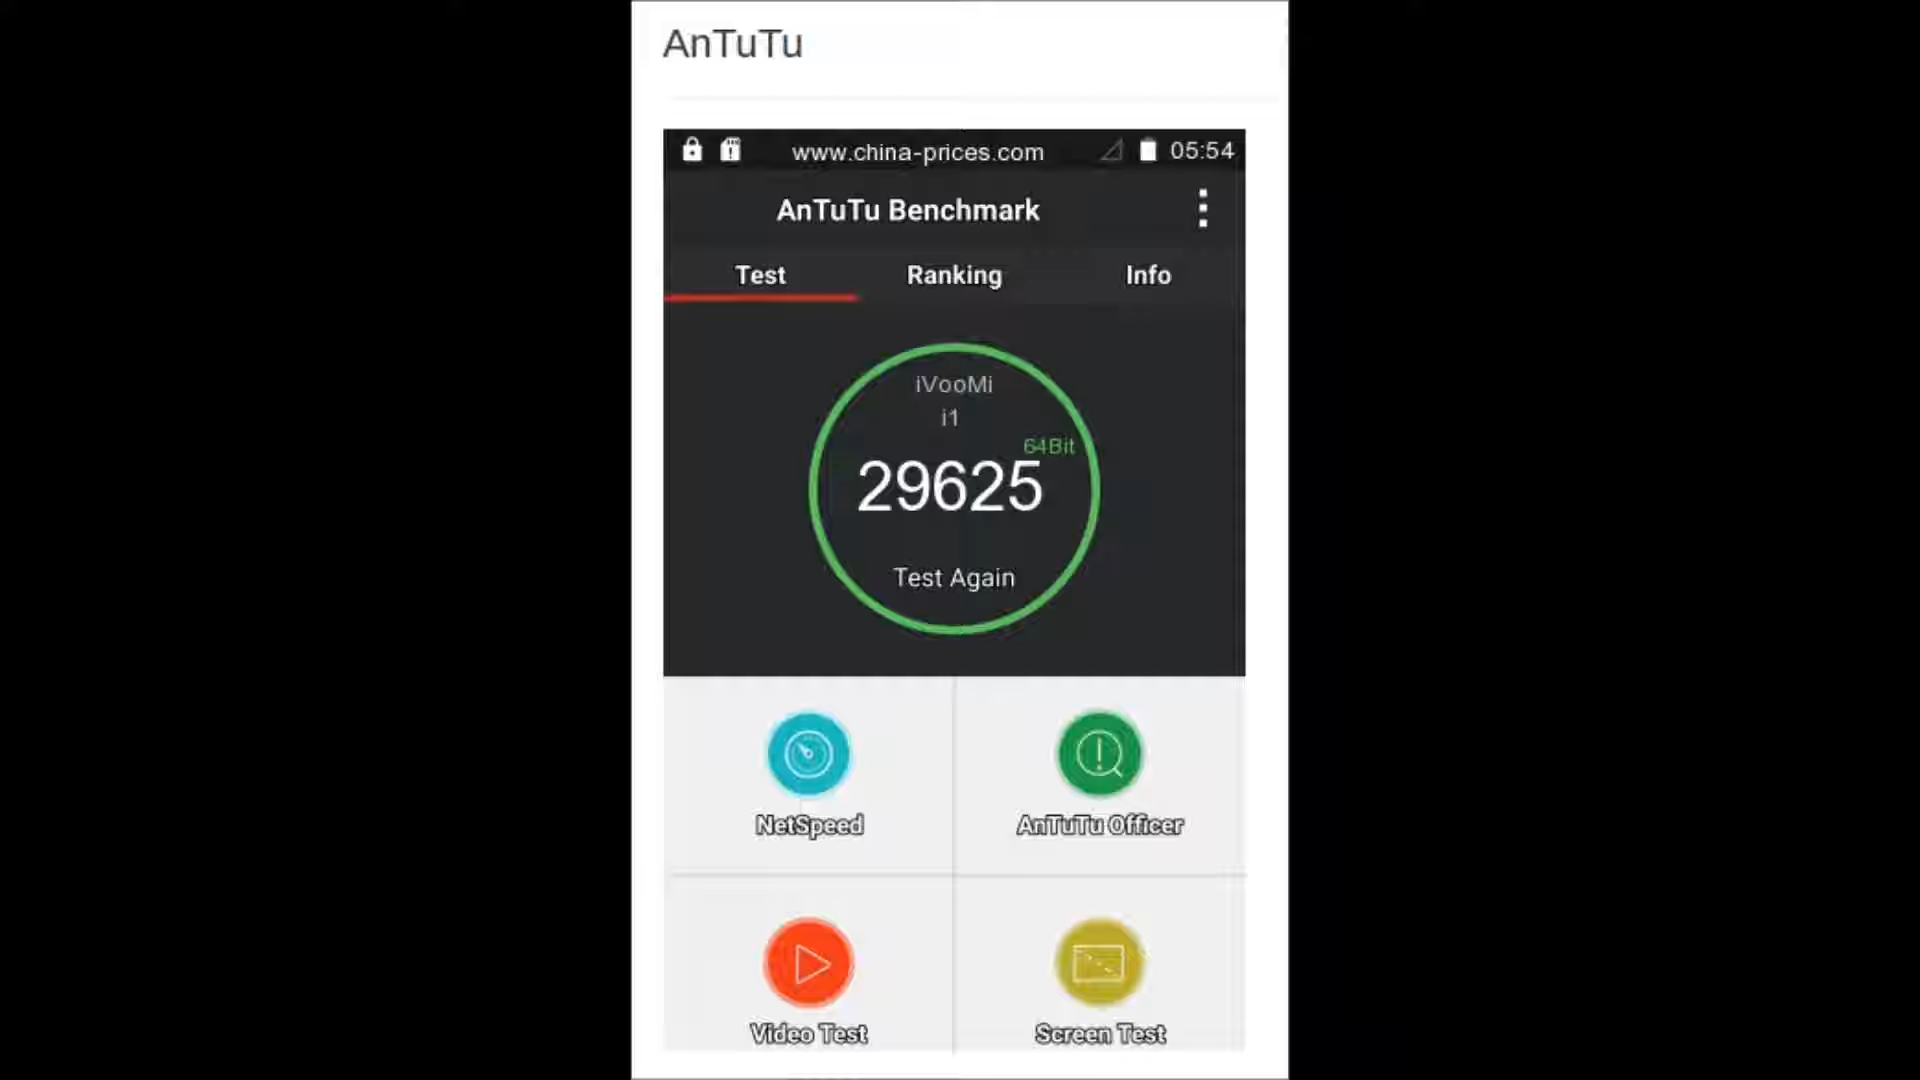 AnTuTu
www.china-prices.com 05:54
AnTuTu Benchmark
Test Ranking Info
iVooMi
i1
64Bit
29625
Test Again
NetSpeed AnTuTu Officer
Video Test Screen Test